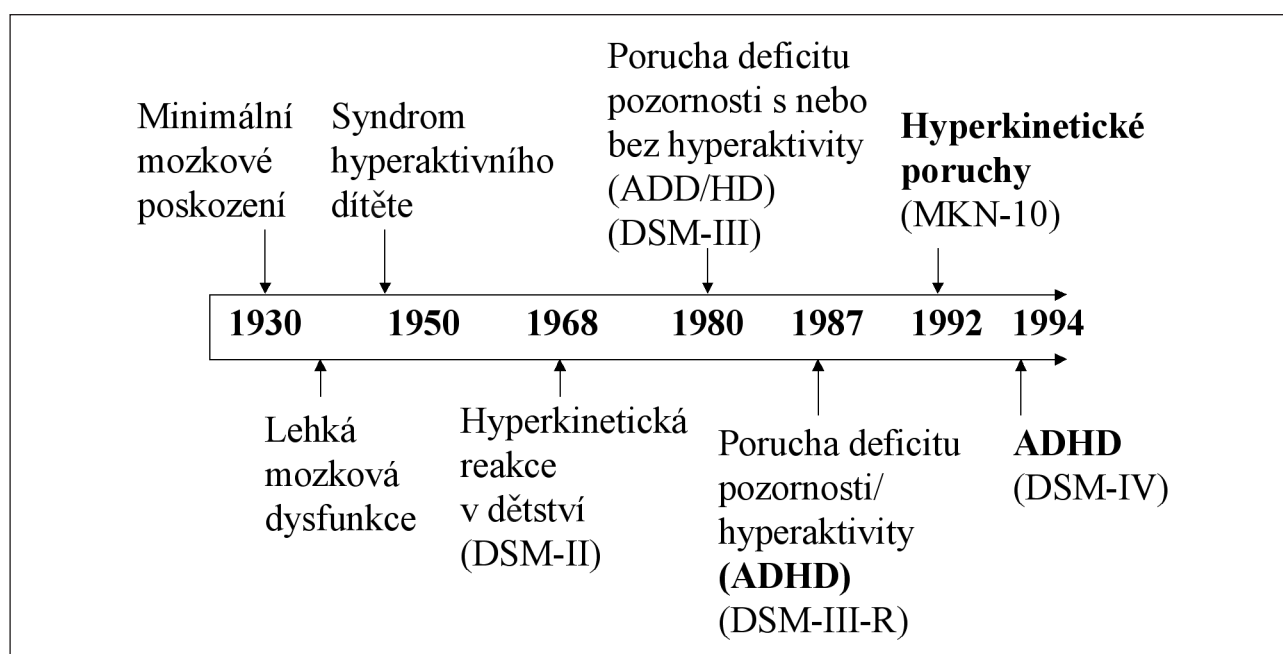 Minimální
mozkové
poskození
Syndrom
hyperaktivního
dítěte
Porucha deficitu
pozornosti s nebo
bez hyperaktivity
(ADD/HD)
(DSM-III)
Hyperkinetické
poruchy
(MKN-10)
1930 1950 1968 1980 1987 1992 1994
Lehká
mozková
dysfunkce
Hyperkinetická
reakce
v dětství
(DSM-II)
Porucha deficitu
pozornosti/
hyperaktivity
(ADHD)
(DSM-III-R)
ADHD
(DSM-IV)